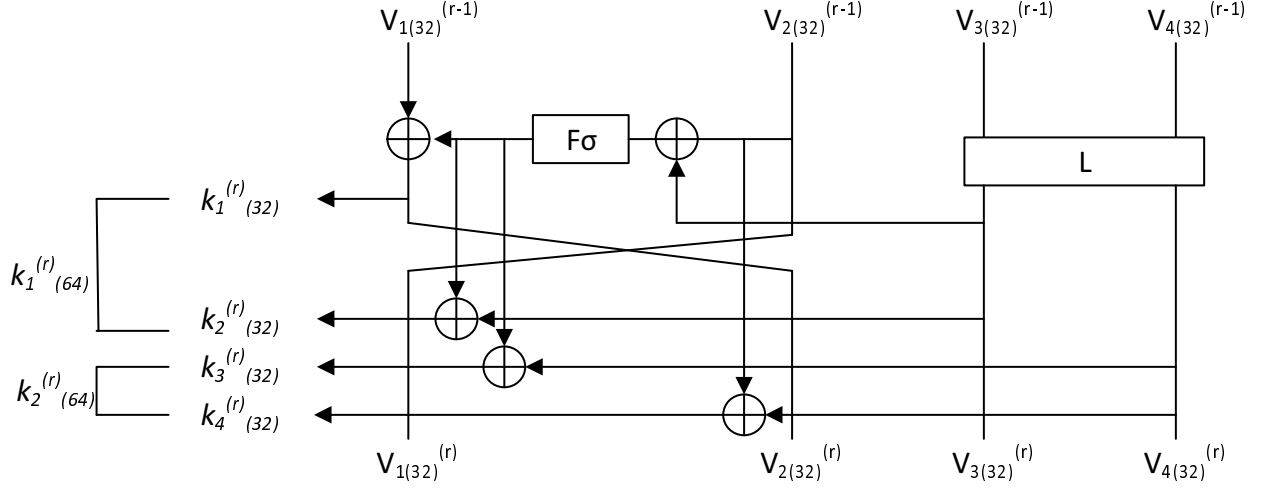 V1(32)(r-1) V2(32)(r-1) V3(32)(r-1) V4(32)(r-1)
Fσ
L
k1(r)(32)
k1(r)(64)
k2(r)(32)
k3(r)(32)
k2(r)(64)
k4(r)(32)
V1(32)(r) V2(32)(r) V3(32)(r) V4(32)(r)